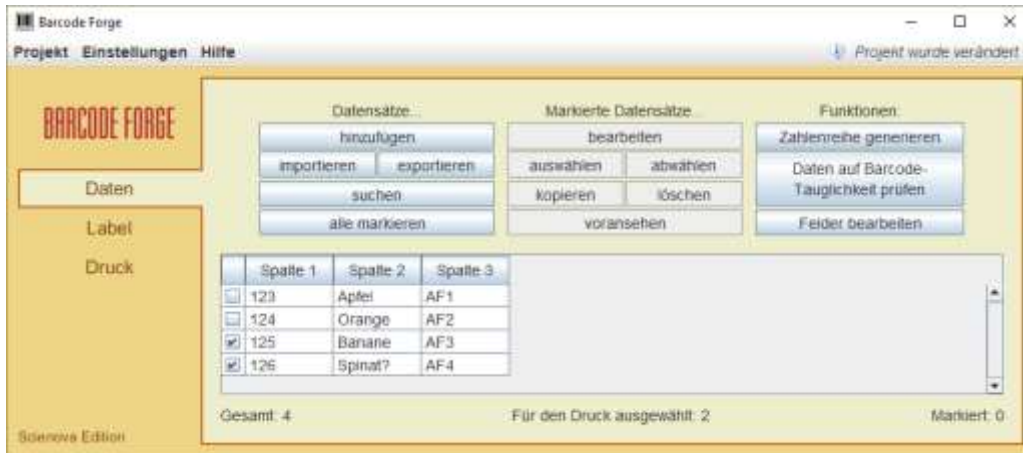 Barcode Forge
Projekt Einstellungen Hilfe
Projekt wurde verändert
BARCODE FORGE
Daten
Label
Druck
Scienova Edition
Datensätze...
hinzufügen
importieren exportieren
suchen
alle markieren
Markierte Datensätze...
bearbeiten
auswählen abwählen
kopieren löschen
voransehen
Funktionen:
Zahlenreihe generieren
Daten auf Barcode-
Tauglichkeit prüfen
Felder bearbeiten
Spalte 1 Spalte 2 Spalte 3
123 Apfel AF1
124 Orange AF2
125 Banane AF3
126 Spinat? AF4
Gesamt: 4 Für den Druck ausgewählt: 2 Markiert: 0